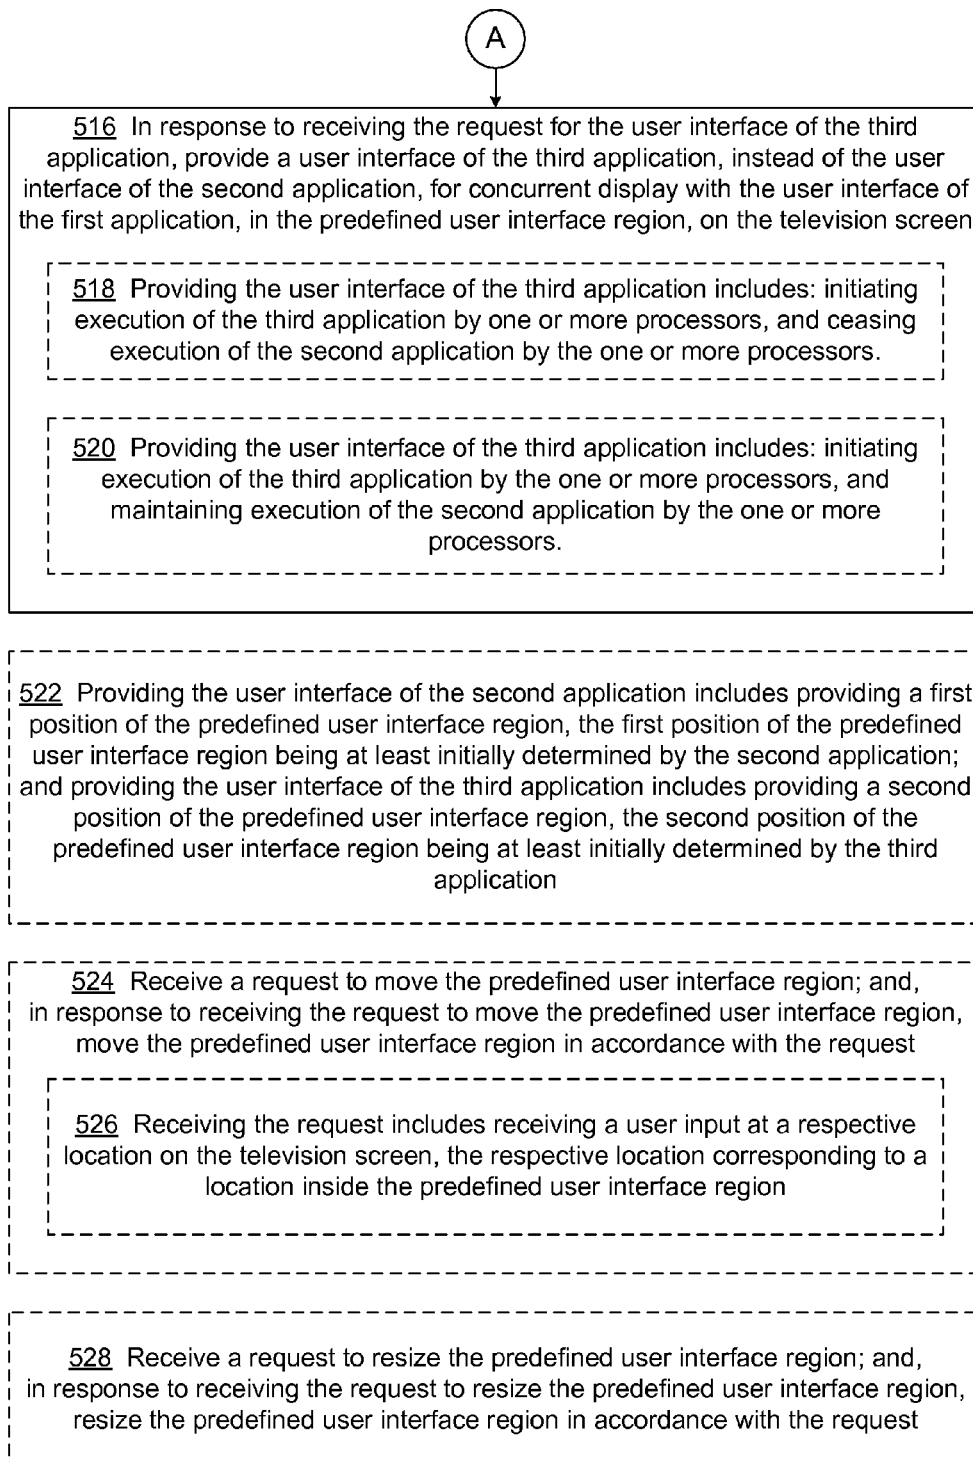 A
516 In response to receiving the request for the user interface of the third
application, provide a user interface of the third application, instead of the user
interface of the second application, for concurrent display with the user interface of
the first application, in the predefined user interface region, on the television screen
518 Providing the user interface of the third application includes: initiating
execution of the third application by one or more processors, and ceasing
execution of the second application by the one or more processors.
520 Providing the user interface of the third application includes: initiating
execution of the third application by the one or more processors, and
maintaining execution of the second application by the one or more
processors.
522 Providing the user interface of the second application includes providing a first
position of the predefined user interface region, the first position of the predefined
user interface region being at least initially determined by the second application;
and providing the user interface of the third application includes providing a second
position of the predefined user interface region, the second position of the
predefined user interface region being at least initially determined by the third
application
524 Receive a request to move the predefined user interface region; and,
in response to receiving the request to move the predefined user interface region,
move the predefined user interface region in accordance with the request
526 Receiving the request includes receiving a user input at a respective
location on the television screen, the respective location corresponding to a
location inside the predefined user interface region
528 Receive a request to resize the predefined user interface region; and,
in response to receiving the request to resize the predefined user interface region,
resize the predefined user interface region in accordance with the request